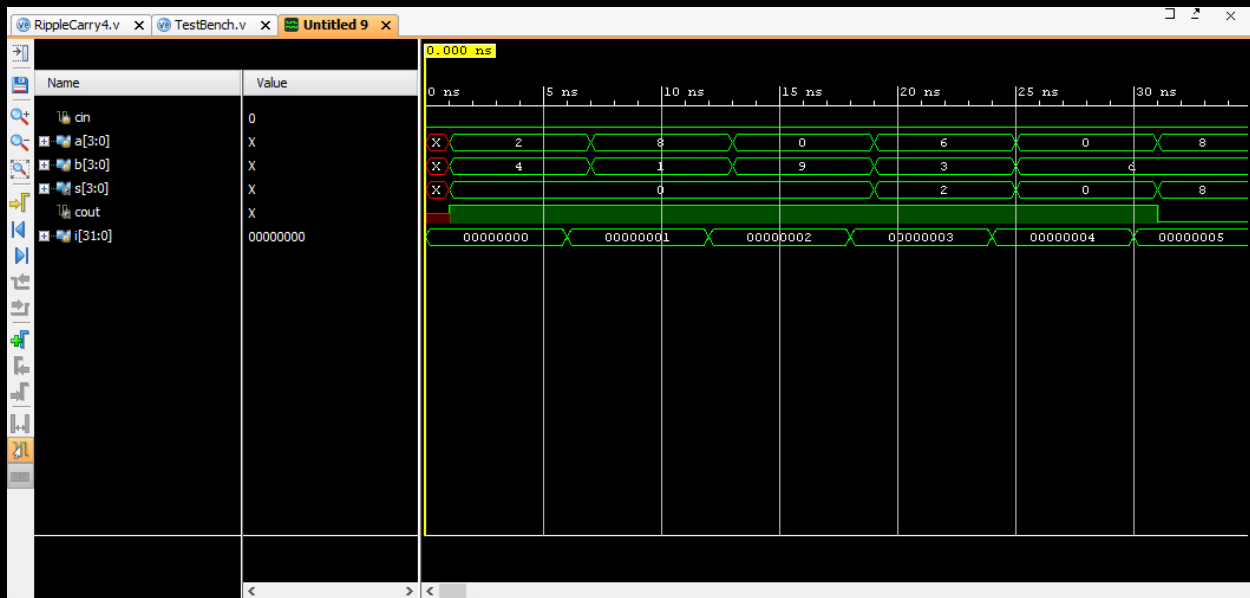 RippleCarry4.v TestBench.v Untitled 9
0.000 ns
Name Value
0 ns 5 ns 10 ns 15 ns 20 ns 25 ns 30 ns
cin 0
a[3:0] X X 2 8 0 6 0 8
b[3:0] X X 4 1 9 3 d
s[3:0] X X 0 2 0 8
cout X
i[31:0] 00000000 00000000 00000001 00000002 00000003 00000004 00000005